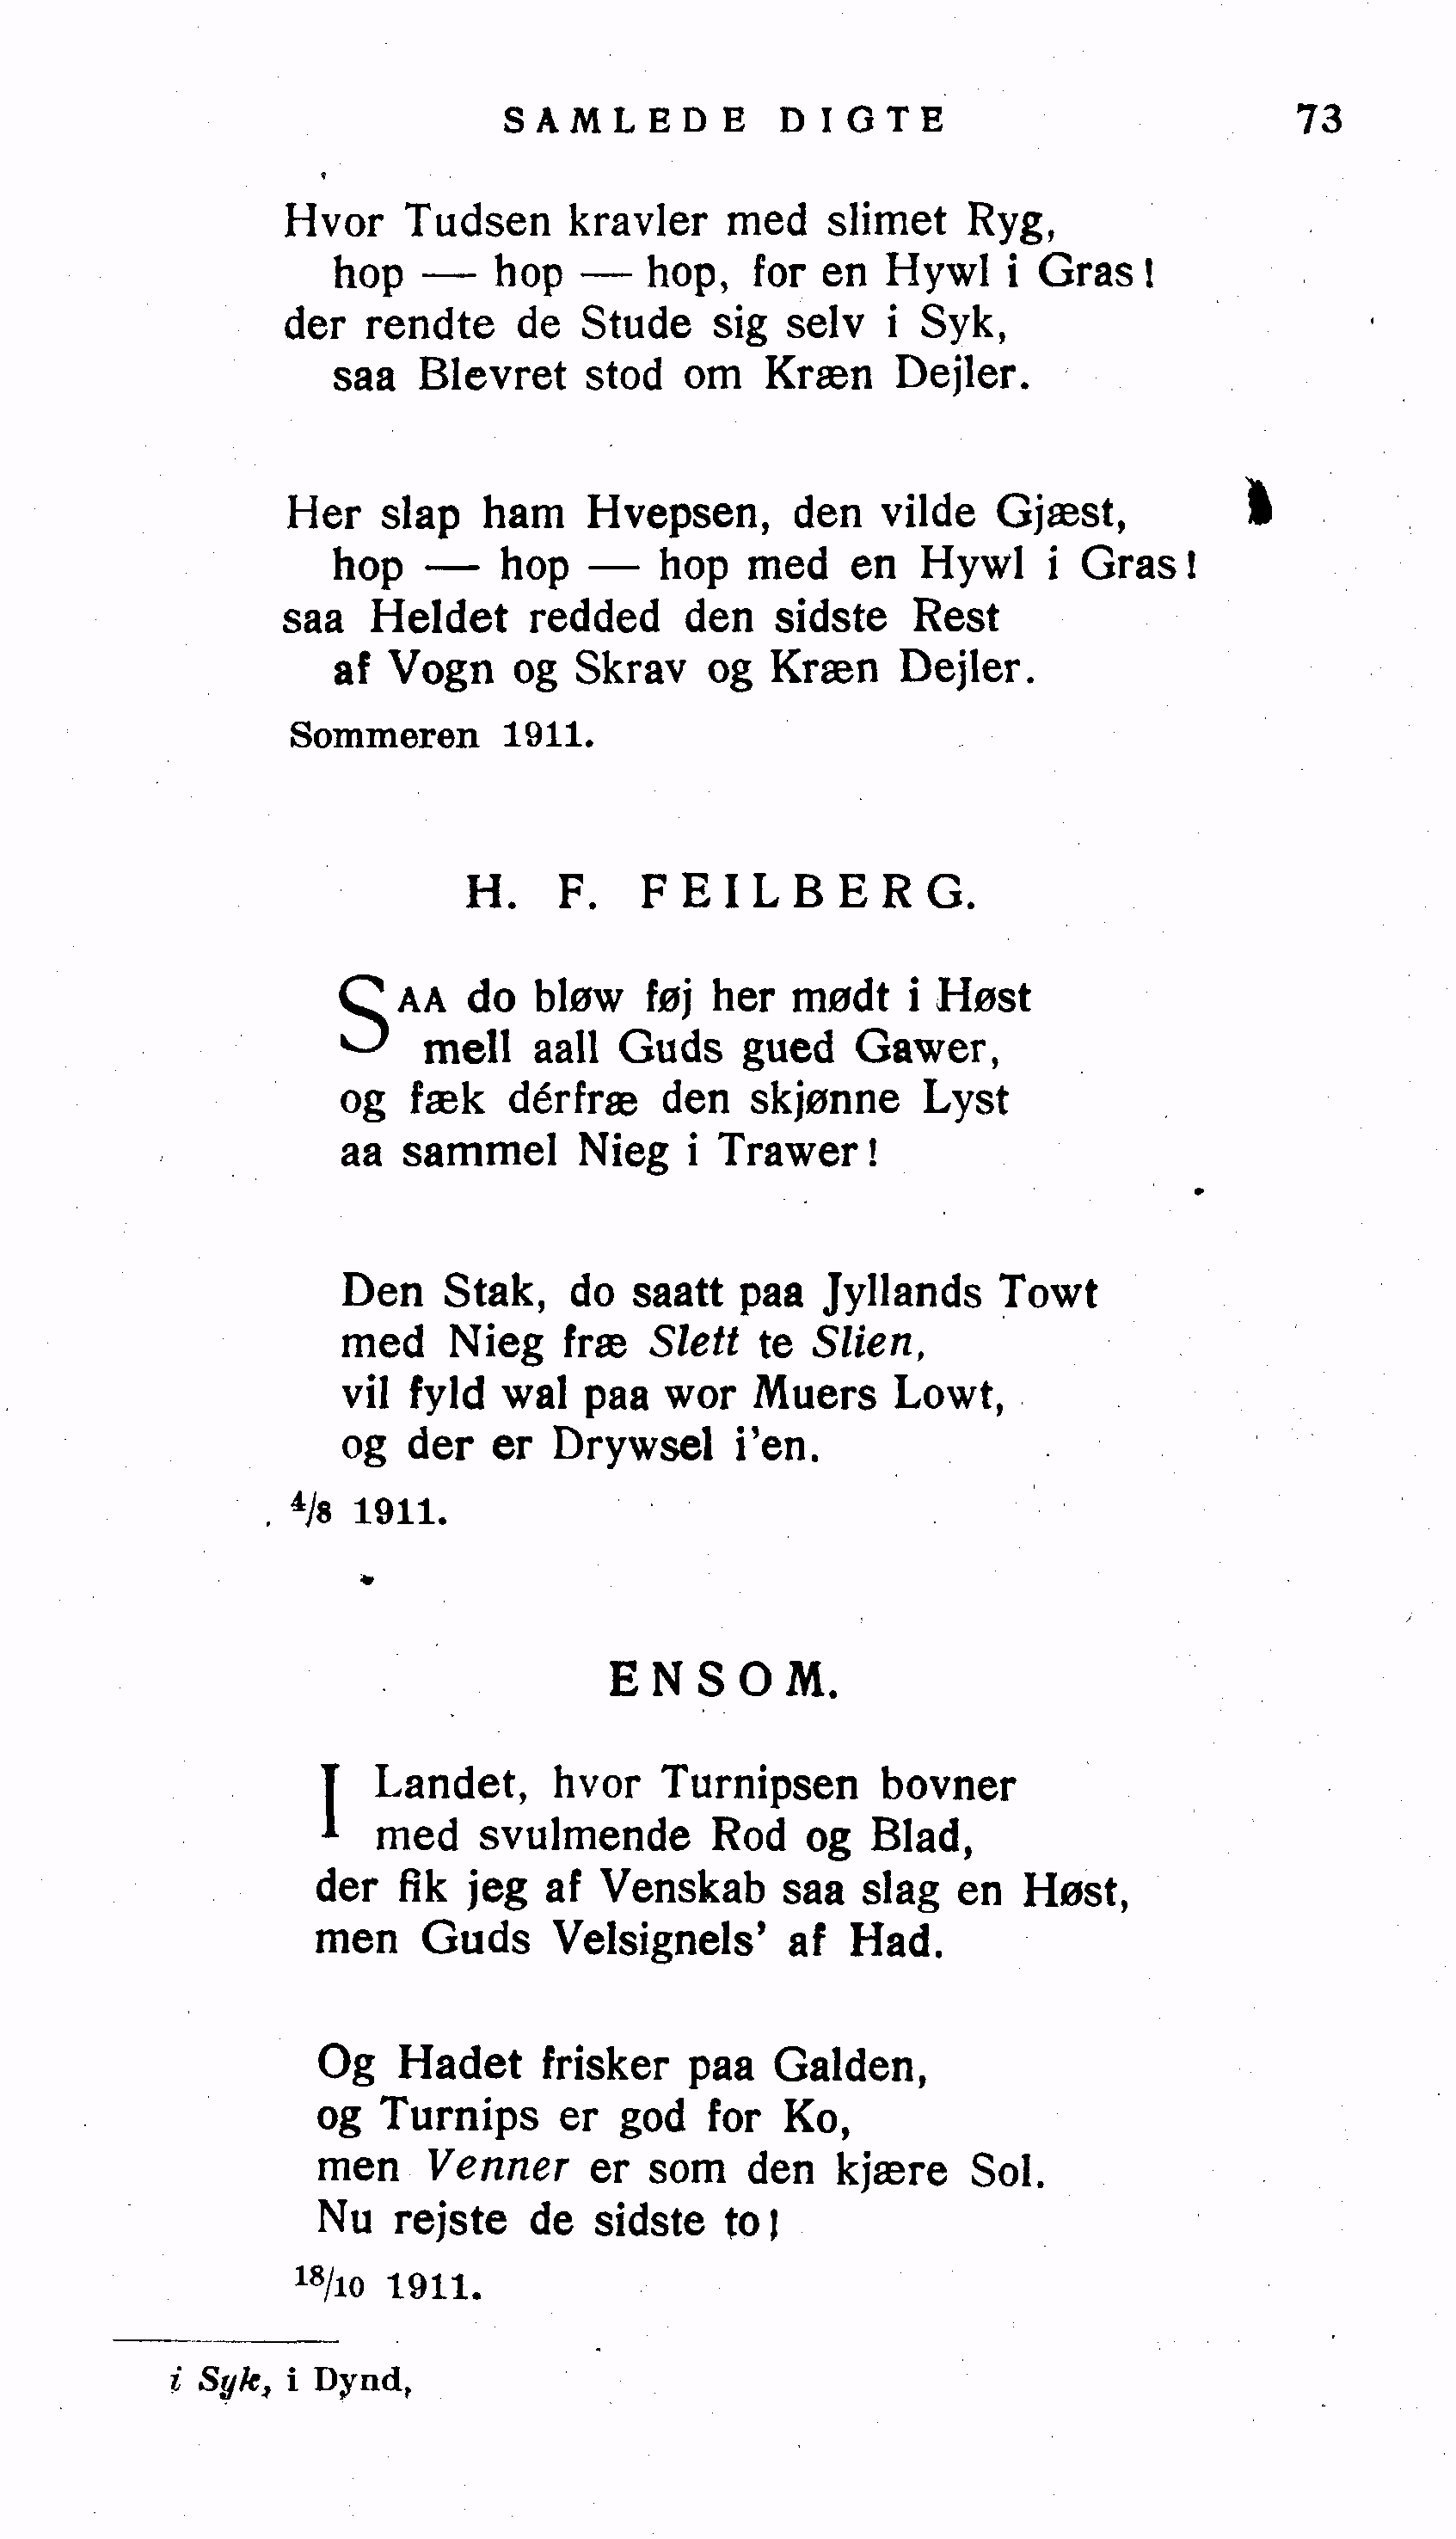 SAMLEDE DIGTE 73
Hvor Tudsen kravler med slimet Ryg,
hop — hop — hop, for en Hywl i Gras!
der rendte de Stude sig selv i Syk,
saa Blevret stod om Kræn Dejler.
Her slap ham Hvepsen, den vilde Gjæst,
hop — hop — hop med en Hywl i Gras!
saa Heldet redded den sidste Rest
af Vogn og Skrav og Kræn Dejler.
Sommeren 1911.
H. F. FEILBERG.
SAA do bløw føj her mødt i Høst
mell aall Guds gued Gawer,
og fæk dérfræ den skjønne Lyst
aa sammel Nieg i Trawer!
Den Stak, do saatt paa Jyllands Towt
med Nieg fræ Slett te Slien,
vil fyld wal paa wor Muers Lowt,
og der er Drywsel i'en.
4/8 1911.
ENSOM.
I Landet, hvor Turnipsen bovner
med svulmende Rod og Blad,
der fik jeg af Venskab saa slag en Høst,
men Guds Velsignels' af Had.
Og Hadet frisker paa Galden,
og Turnips er god for Ko,
men Venner er som den kjære Sol.
Nu rejste de sidste to!
18/10 1911.
i Syk, i Dynd,